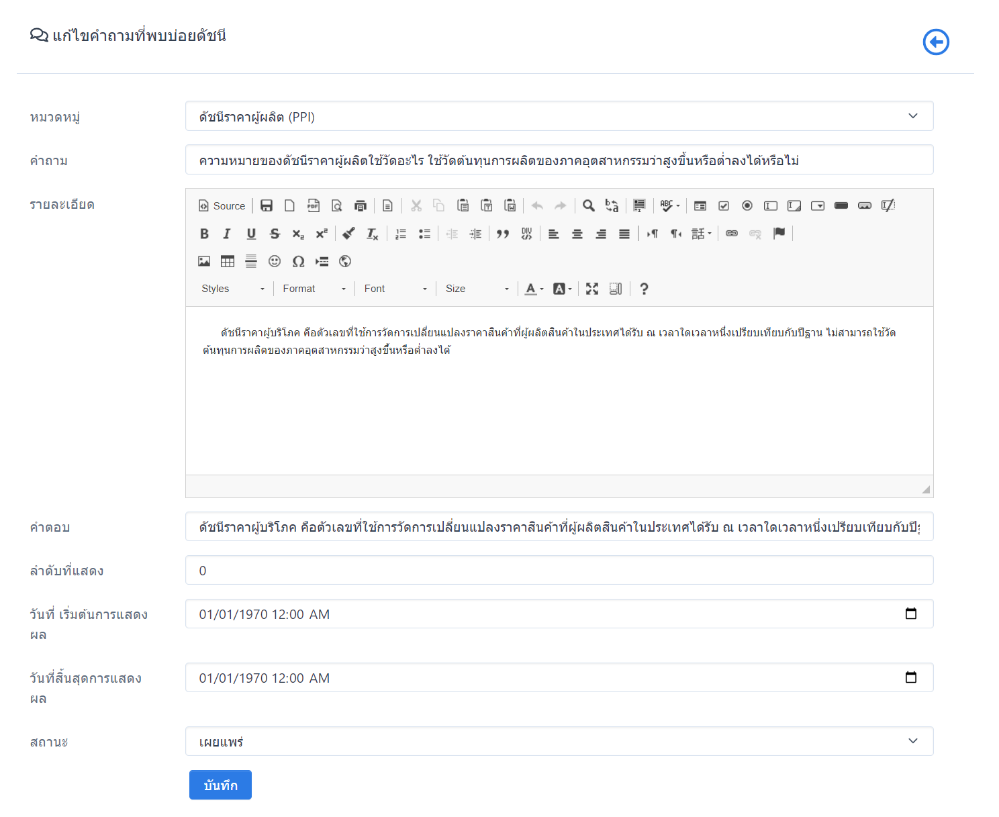 แก้ไขคำถามที่พบบ่อยดัชนี
หมวดหมู่
ดัชนีราคาผู้ผลิต (PPI)
คำถาม
ความหมายของดัชนีราคาผู้ผลิตใช้วัดอะไร ใช้วัดต้นทุนการผลิตของภาคอุตสาหกรรมว่าสูงขึ้นหรือต่ำลงได้หรือไม่
รายละเอียด
Source
Styles Format Font Size
ดัชนีราคาผู้บริโภค คือตัวเลขที่ใช้การวัดการเปลี่ยนแปลงราคาสินค้าที่ผู้ผลิตสินค้าในประเทศได้รับ ณ เวลาใดเวลาหนึ่งเปรียบเทียบกับปีฐาน ไม่สามารถใช้วัด
ต้นทุนการผลิตของภาคอุตสาหกรรมว่าสูงขึ้นหรือต่ำลงได้
คำตอบ
ดัชนีราคาผู้บริโภค คือตัวเลขที่ใช้การวัดการเปลี่ยนแปลงราคาสินค้าที่ผู้ผลิตสินค้าในประเทศได้รับ ณ เวลาใดเวลาหนึ่งเปรียบเทียบกับ
ลำดับที่แสดง
0
วันที่ เริ่มต้นการแสดง
ผล
01/01/1970 12:00 AM
วันที่สิ้นสุดการแสดง
ผล
01/01/1970 12:00 AM
สถานะ
เผยแพร่
บันทึก